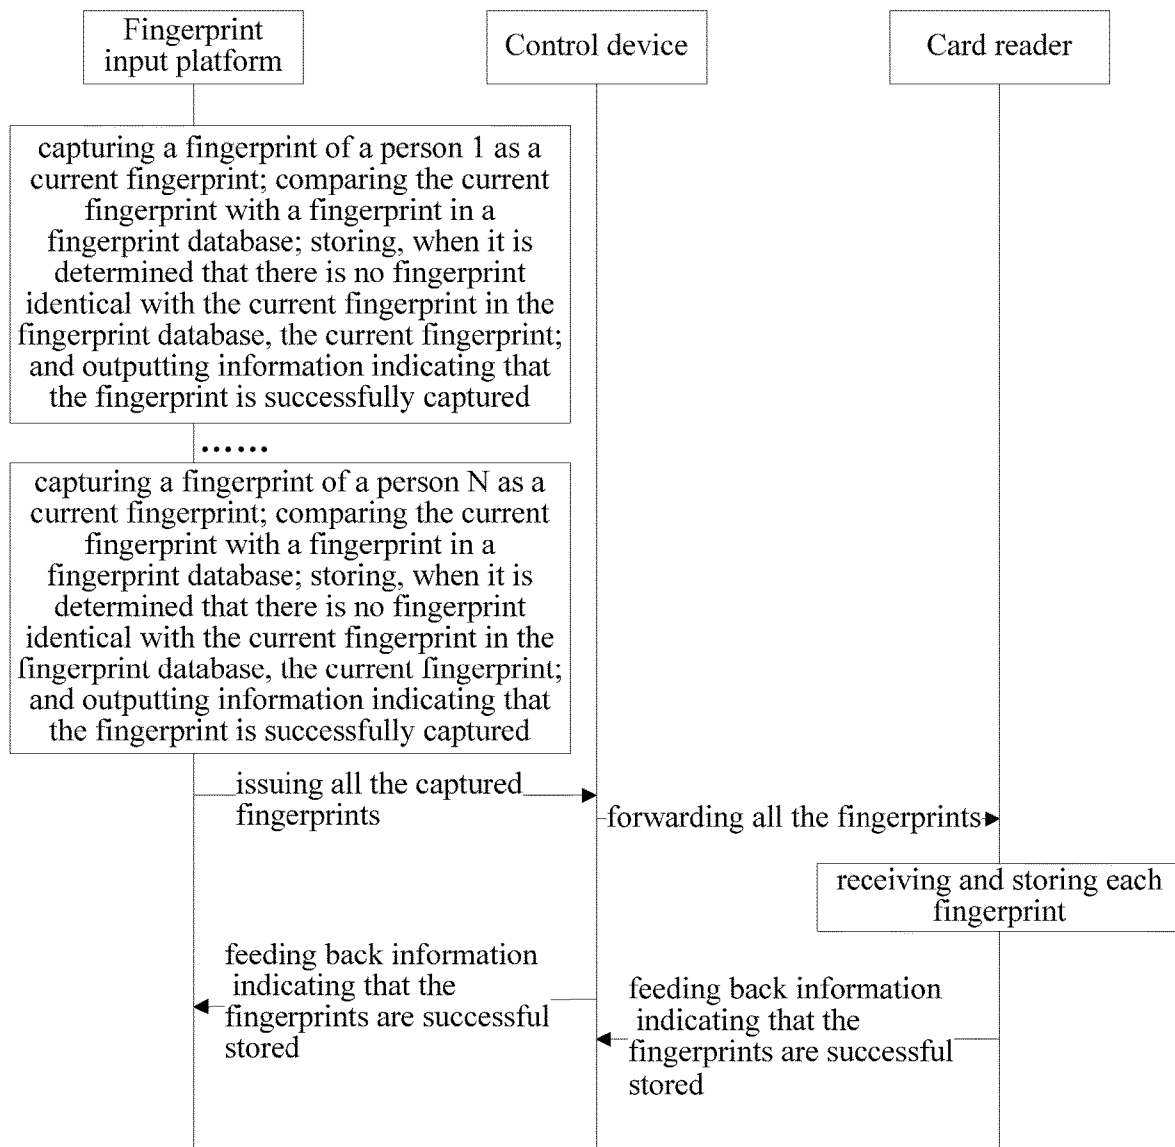 Fingerprint
input platform
Control device
Card reader
capturing a fingerprint of a person 1 as a
current fingerprint; comparing the current
fingerprint with a fingerprint in a
fingerprint database; storing, when it is
determined that there is no fingerprint
identical with the current fingerprint in the
fingerprint database, the current fingerprint;
and outputting information indicating that
the fingerprint is successfully captured
......
capturing a fingerprint of a person N as a
current fingerprint; comparing the current
fingerprint with a fingerprint in a
fingerprint database; storing, when it is
determined that there is no fingerprint
identical with the current fingerprint in the
fingerprint database, the current fingerprint;
and outputting information indicating that
the fingerprint is successfully captured
issuing all the captured
fingerprints
forwarding all the fingerprints
receiving and storing each
fingerprint
feeding back information
indicating that the
fingerprints are successful
stored
feeding back information
indicating that the
fingerprints are successful
stored